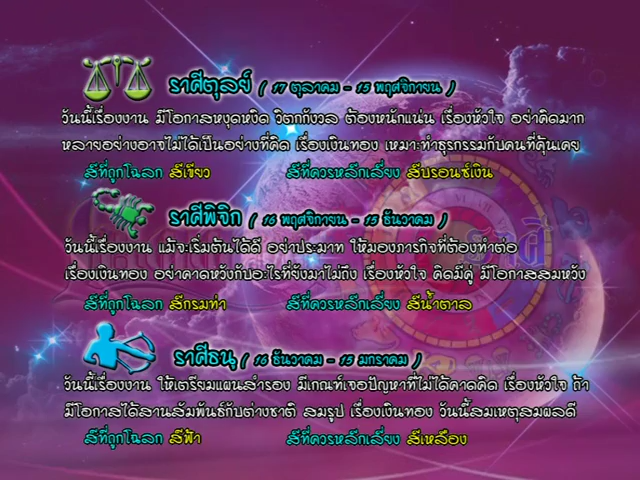 ราศีตุลย์ ( 17 ตุลาคม - 15 พฤศจิกายน )
วันนี้เรื่องงาน มีโอกาสหงุดหงิด วิตกกังวล ต้องหนักแน่น เรื่องหัวใจ อย่าคิดมาก
หลายอย่างอาจไม่ได้เป็นอย่างที่คิด เรื่องเงินทอง เหมาะทำธุรกรรมกับคนที่คุ้นเคย
สีที่ถูกโฉลก สีเขียว สีที่ควรหลีกเลี่ยง สีบรอนซ์เงิน
ราศีพิจิก ( 16 พฤศจิกายน - 15 ธันวาคม )
วันนี้เรื่องงาน แม้จะเริ่มต้นได้ดี อย่าประมาท ให้มองภารกิจที่ต้องทำต่อ
เรื่องเงินทอง อย่าคาดหวังกับอะไรที่ยังมาไม่ถึง เรื่องหัวใจ คิดมีคู่ มีโอกาสสมหวัง
สีที่ถูกโฉลก สีกรมท่า สีที่ควรหลีกเลี่ยง สีน้ำตาล
ราศีธนู ( 16 ธันวาคม - 15 มกราคม )
วันนี้เรื่องงาน ให้เตรียมแผนสำรอง มีเกณฑ์เจอปัญหาที่ไม่ได้คาดคิด เรื่องหัวใจ ถ้า
มีโอกาสได้สานสัมพันธ์กับต่างชาติ สมรูป เรื่องเงินทอง วันนี้สมเหตุสมผลดี
สีที่ถูกโฉลก สีฟ้า สีที่ควรหลีกเลี่ยง สีเหลือง